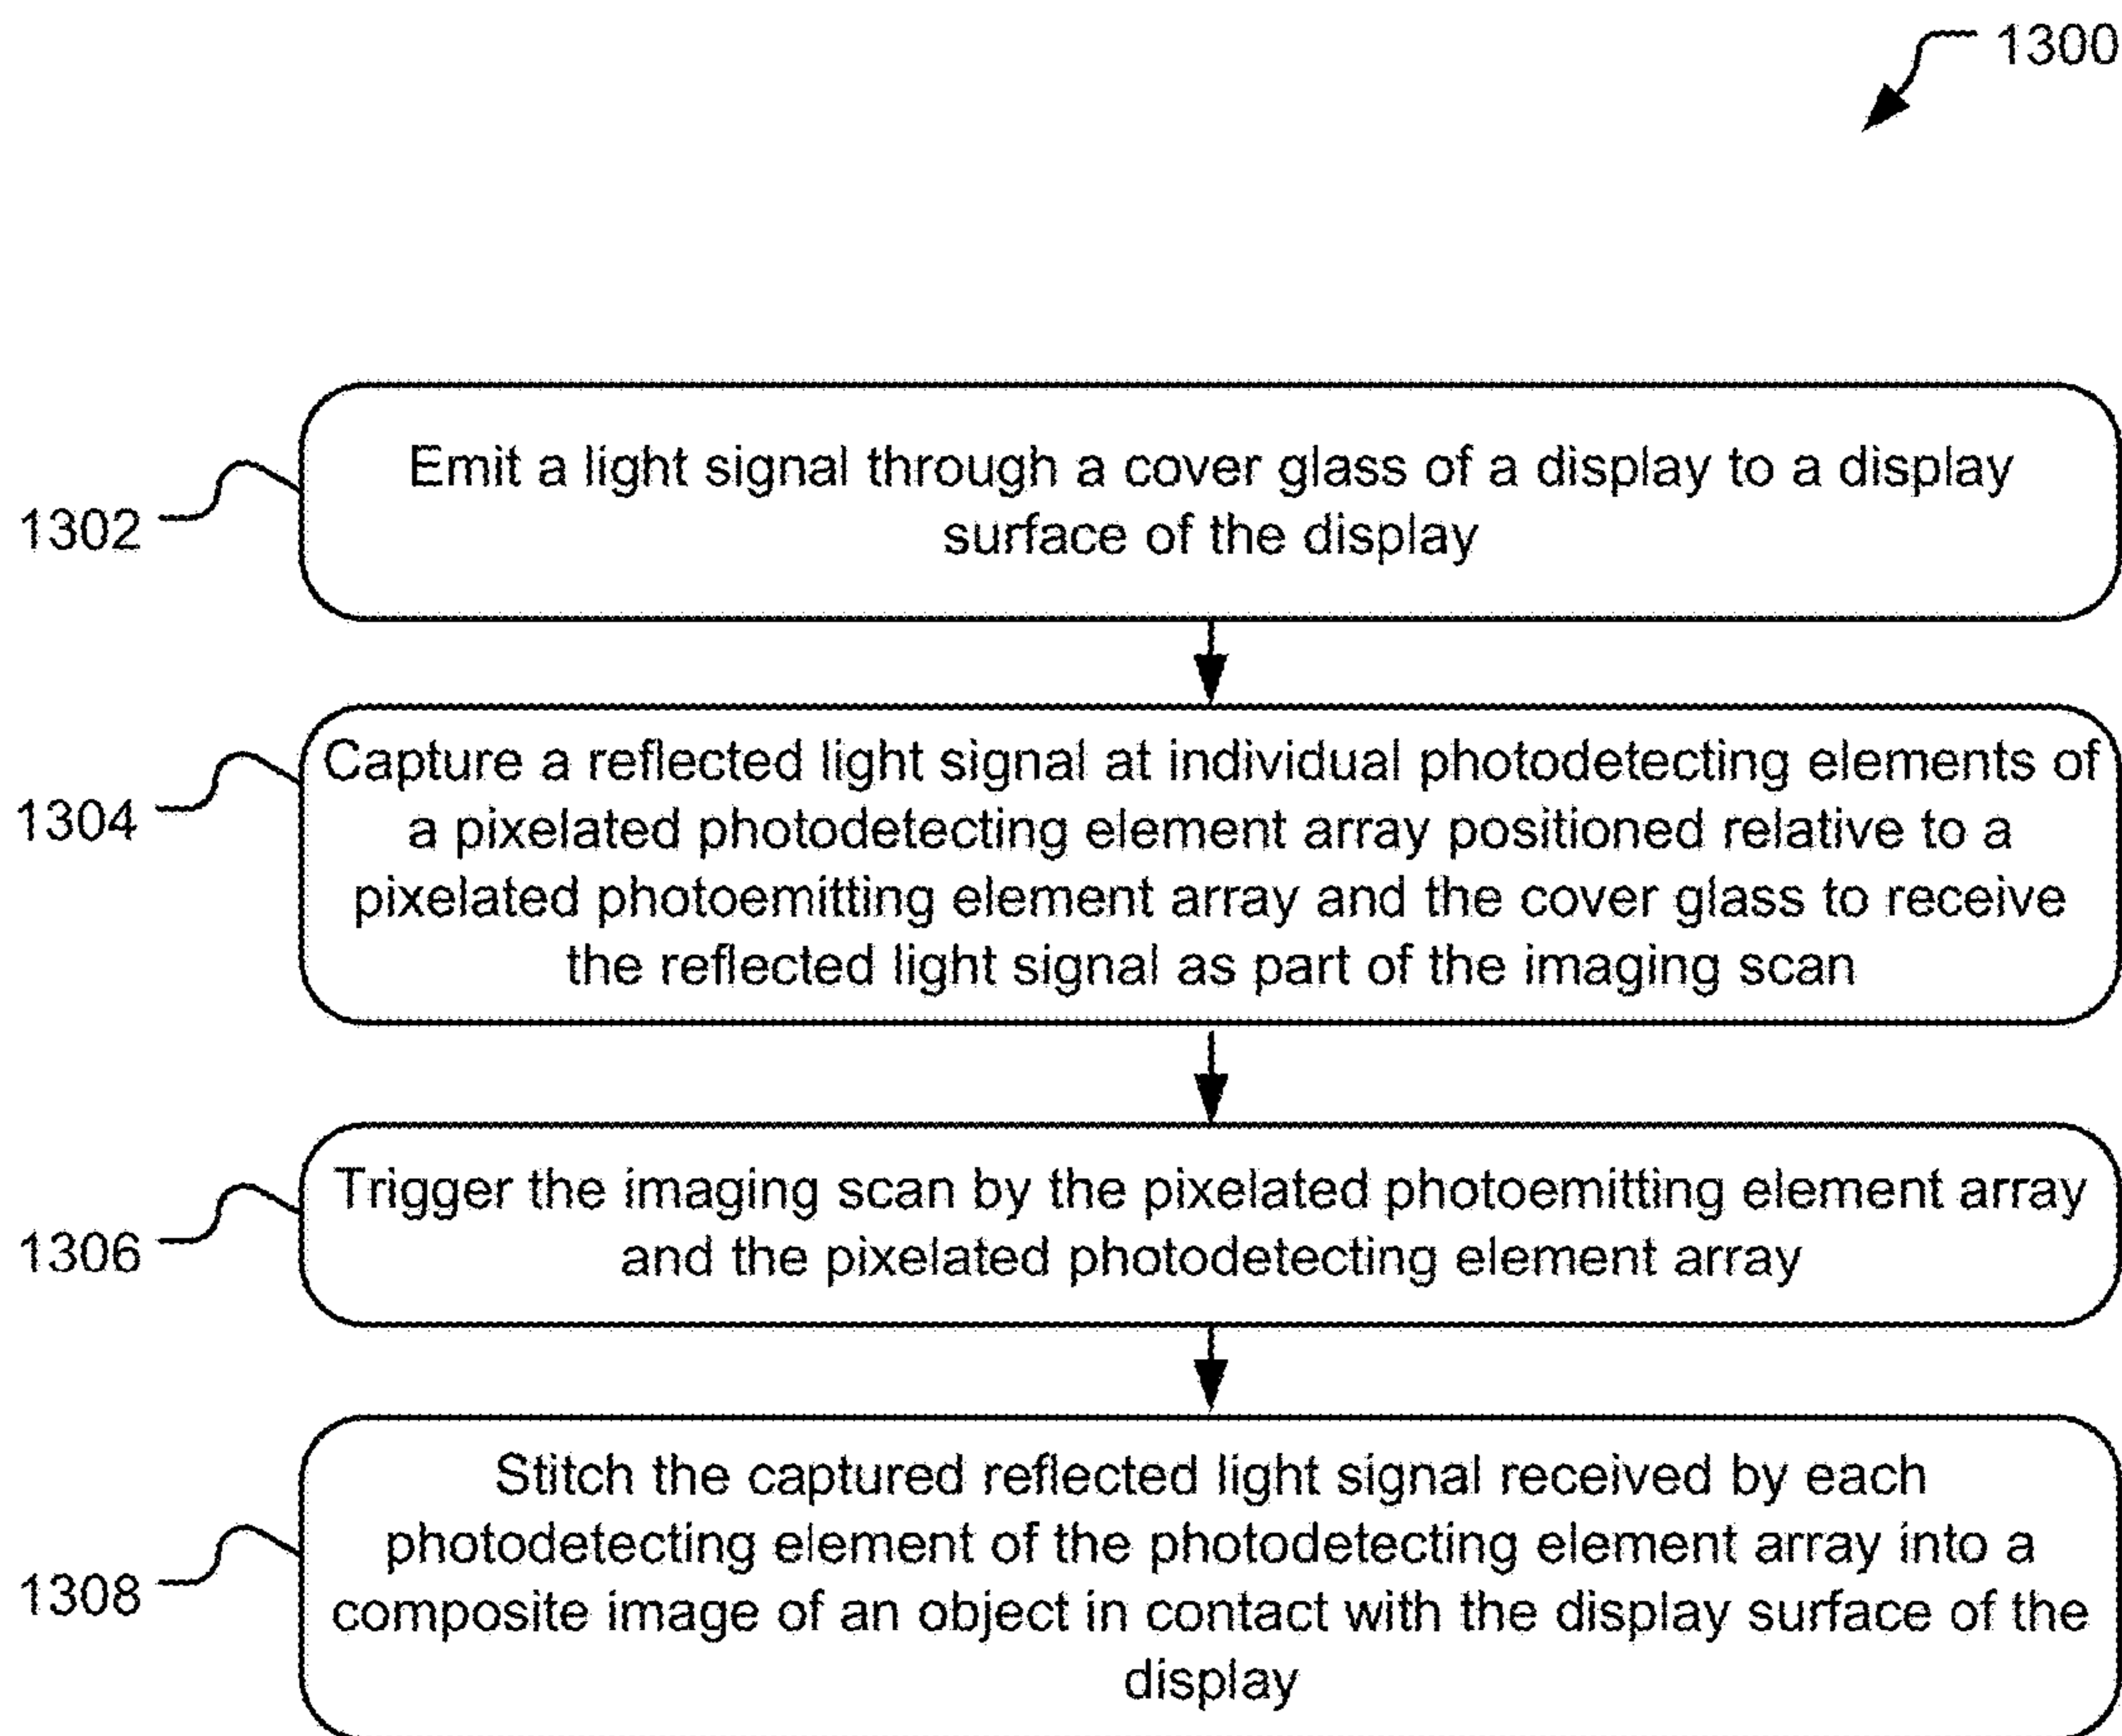 1300
1302
Emit a light signal through a cover glass of a display to a display
surface of the display
1304
Capture a reflected light signal at individual photodetecting elements of
a pixelated photodetecting element array positioned relative to a
pixelated photoemitting element array and the cover glass to receive
the reflected light signal as part of the imaging scan
1306
Trigger the imaging scan by the pixelated photoemitting element array
and the pixelated photodetecting element array
1308
Stitch the captured reflected light signal received by each
photodetecting element of the photodetecting element array into a
composite image of an object in contact with the display surface of the
display